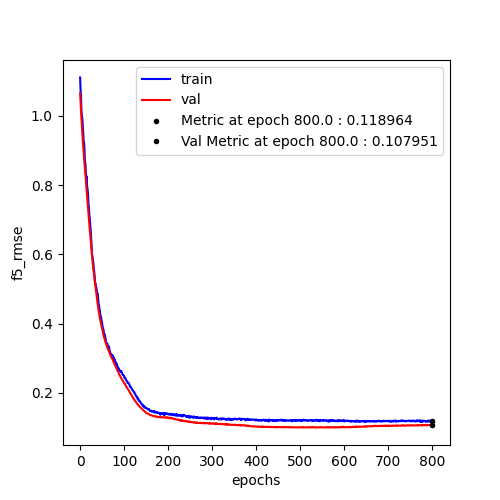 train
val
Metric at epoch 800.0 : 0.118964
Val Metric at epoch 800.0 : 0.107951
1.0
0.8
0.6
0.4
0.2
f5_rmse
0 100 200 300 400 500 600 700 800
epochs